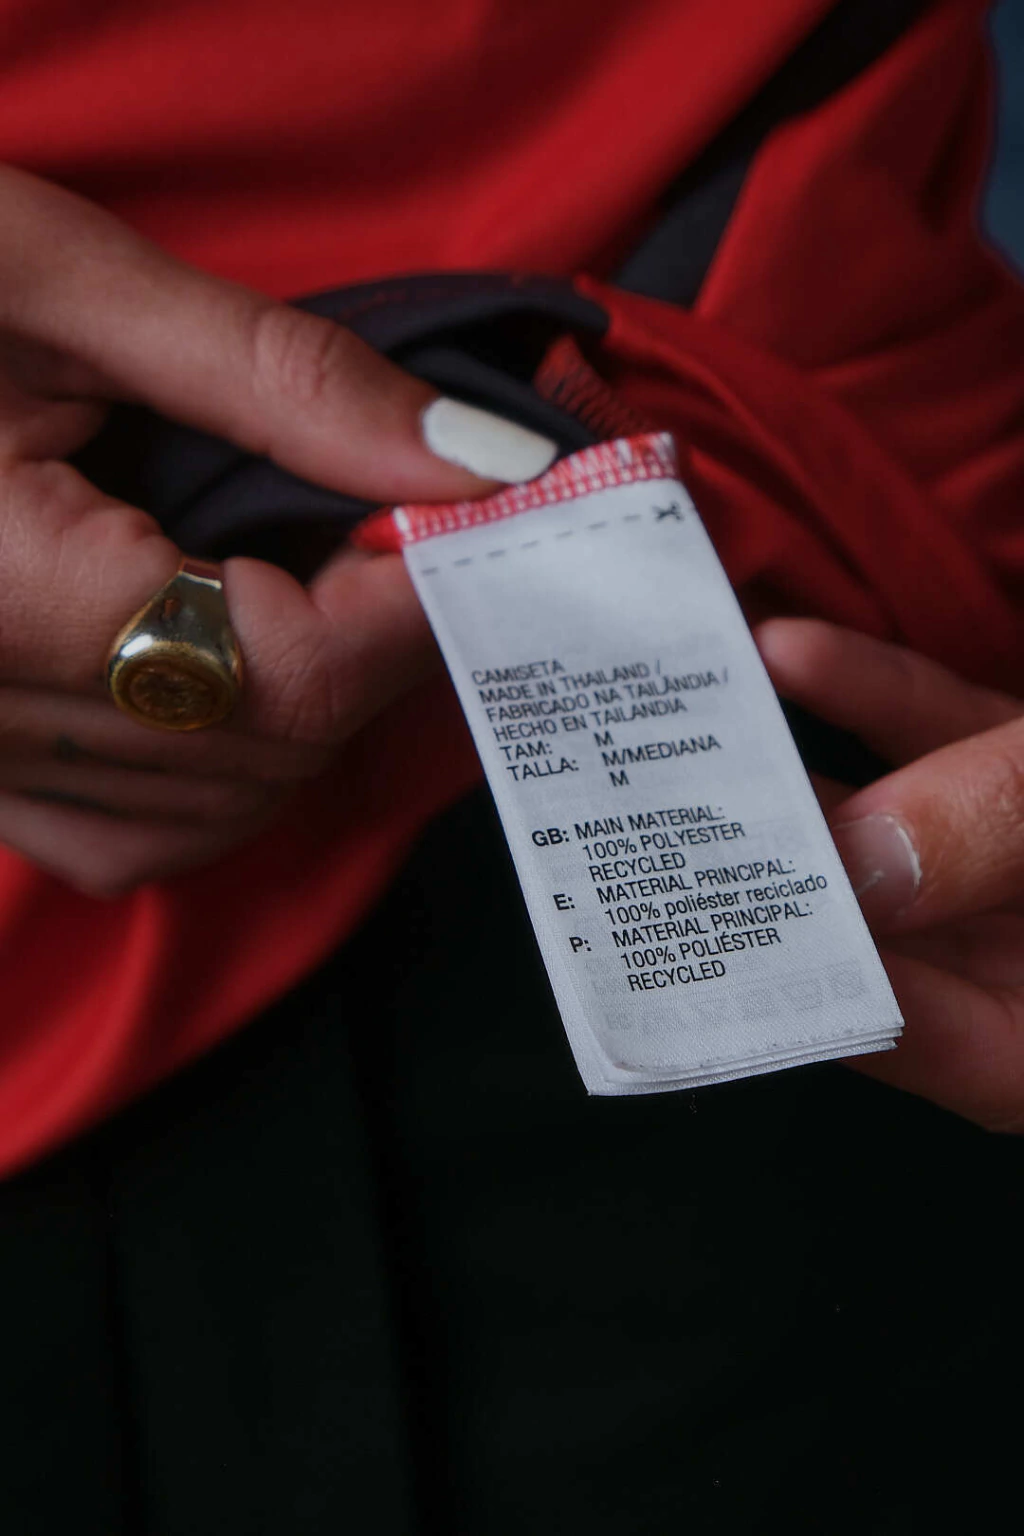 CAMISETA
MADE IN THAILAND /
FABRICADO NA TAILÂNDIA /
HECHO EN TAILANDIA
TAM: M
TALLA: M/MEDIANA
M
GB: MAIN MATERIAL:
100% POLYESTER
RECYCLED
E: MATERIAL PRINCIPAL:
100% poliéster reciclado
P: MATERIAL PRINCIPAL:
100% POLIÉSTER
RECYCLED